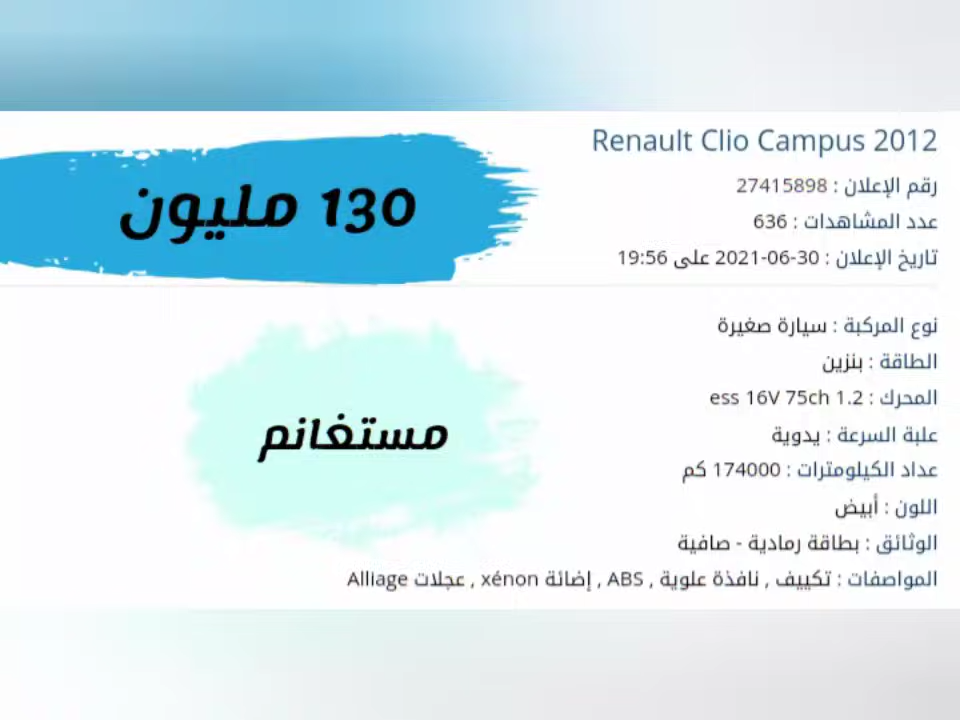 Renault Clio Campus 2012
رقم الإعلان : 27415898
عدد المشاهدات : 636
تاريخ الإعلان : 30-06-2021 على 19:56
130 مليون
نوع المركبة : سيارة صغيرة
الطاقة : بنزين
المحرك : 1.2 ess 16V 75ch
علبة السرعة : يدوية
عداد الكيلومترات : 174000 كم
اللون : أبيض
الوثائق : بطاقة رمادية - صافية
المواصفات : تكييف , نافذة علوية , ABS , إضائة xénon , عجلات Alliage
مستغانم